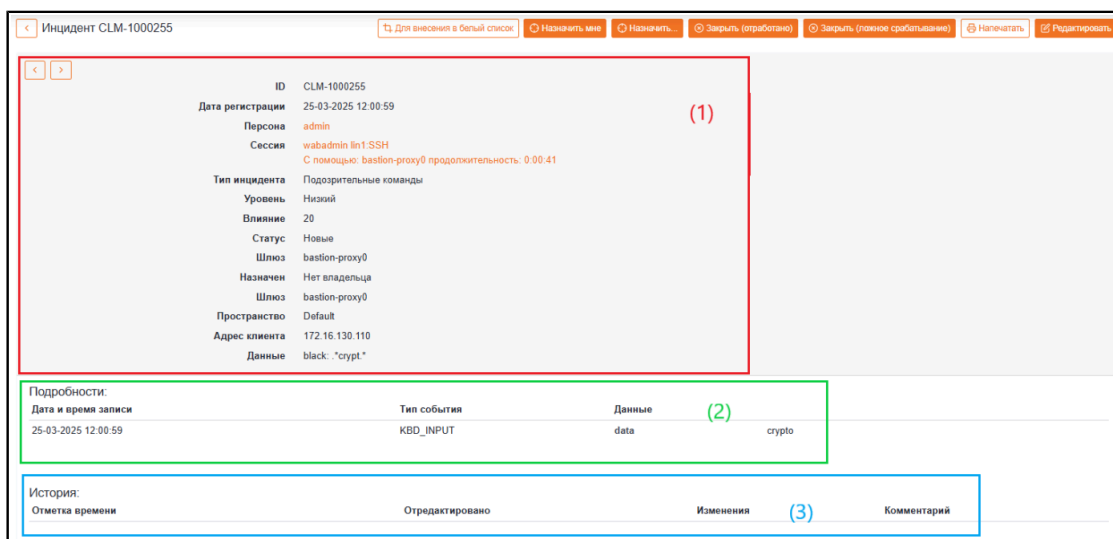 Инцидент CLM-1000255 Для внесения в белый список Назначить мне Назначить... Закрыть (отработано) Закрыть (ложное срабатывание) Напечатать Редактировать
ID CLM-1000255
Дата регистрации 25-03-2025 12:00:59
(1)
Персона admin
Сессия wabadmin lin1:SSH
С помощью: bastion-proxy0 продолжительность: 0:00:41
Тип инцидента Подозрительные команды
Уровень Низкий
Влияние 20
Статус Новые
Шлюз bastion-proxy0
Назначен Нет владельца
Шлюз bastion-proxy0
Пространство Default
Адрес клиента 172.16.130.110
Данные black: .*crypt.*
Подробности:
Дата и время записи Тип события Данные (2)
25-03-2025 12:00:59 KBD_INPUT data crypto
История:
Отметка времени Отредактировано Изменения (3) Комментарий